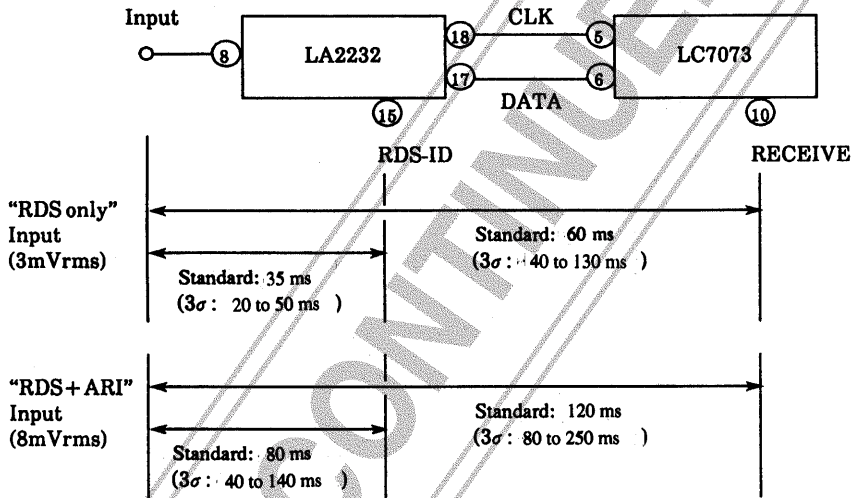 Input
CLK
8
LA2232
18
5
LC7073
17
6
DATA
15
10
RDS-ID
RECEIVE
"RDS only"
Input
(3mVrms)
Standard: 60 ms
(3σ : 40 to 130 ms )
Standard: 35 ms
(3σ : 20 to 50 ms )
"RDS + ARI"
Input
(8mVrms)
Standard: 120 ms
(3σ : 80 to 250 ms )
Standard: 80 ms
(3σ : 40 to 140 ms )
CONTINUE